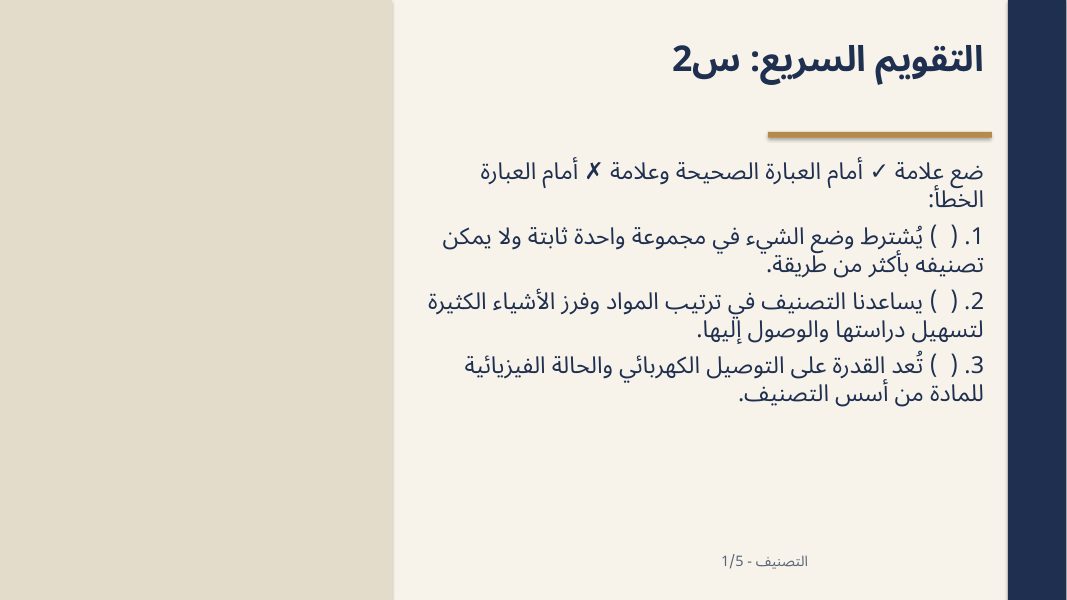 التقويم السريع: س2
ضع علامة ✓ أمام العبارة الصحيحة وعلامة ✗ أمام العبارة
الخطأ:
1. ( ) يُشترط وضع الشيء في مجموعة واحدة ثابتة ولا يمكن
تصنيفه بأكثر من طريقة.
2. ( ) يساعدنا التصنيف في ترتيب المواد وفرز الأشياء الكثيرة
لتسهيل دراستها والوصول إليها.
3. ( ) تُعد القدرة على التوصيل الكهربائي والحالة الفيزيائية
للمادة من أسس التصنيف.
التصنيف - 1/5